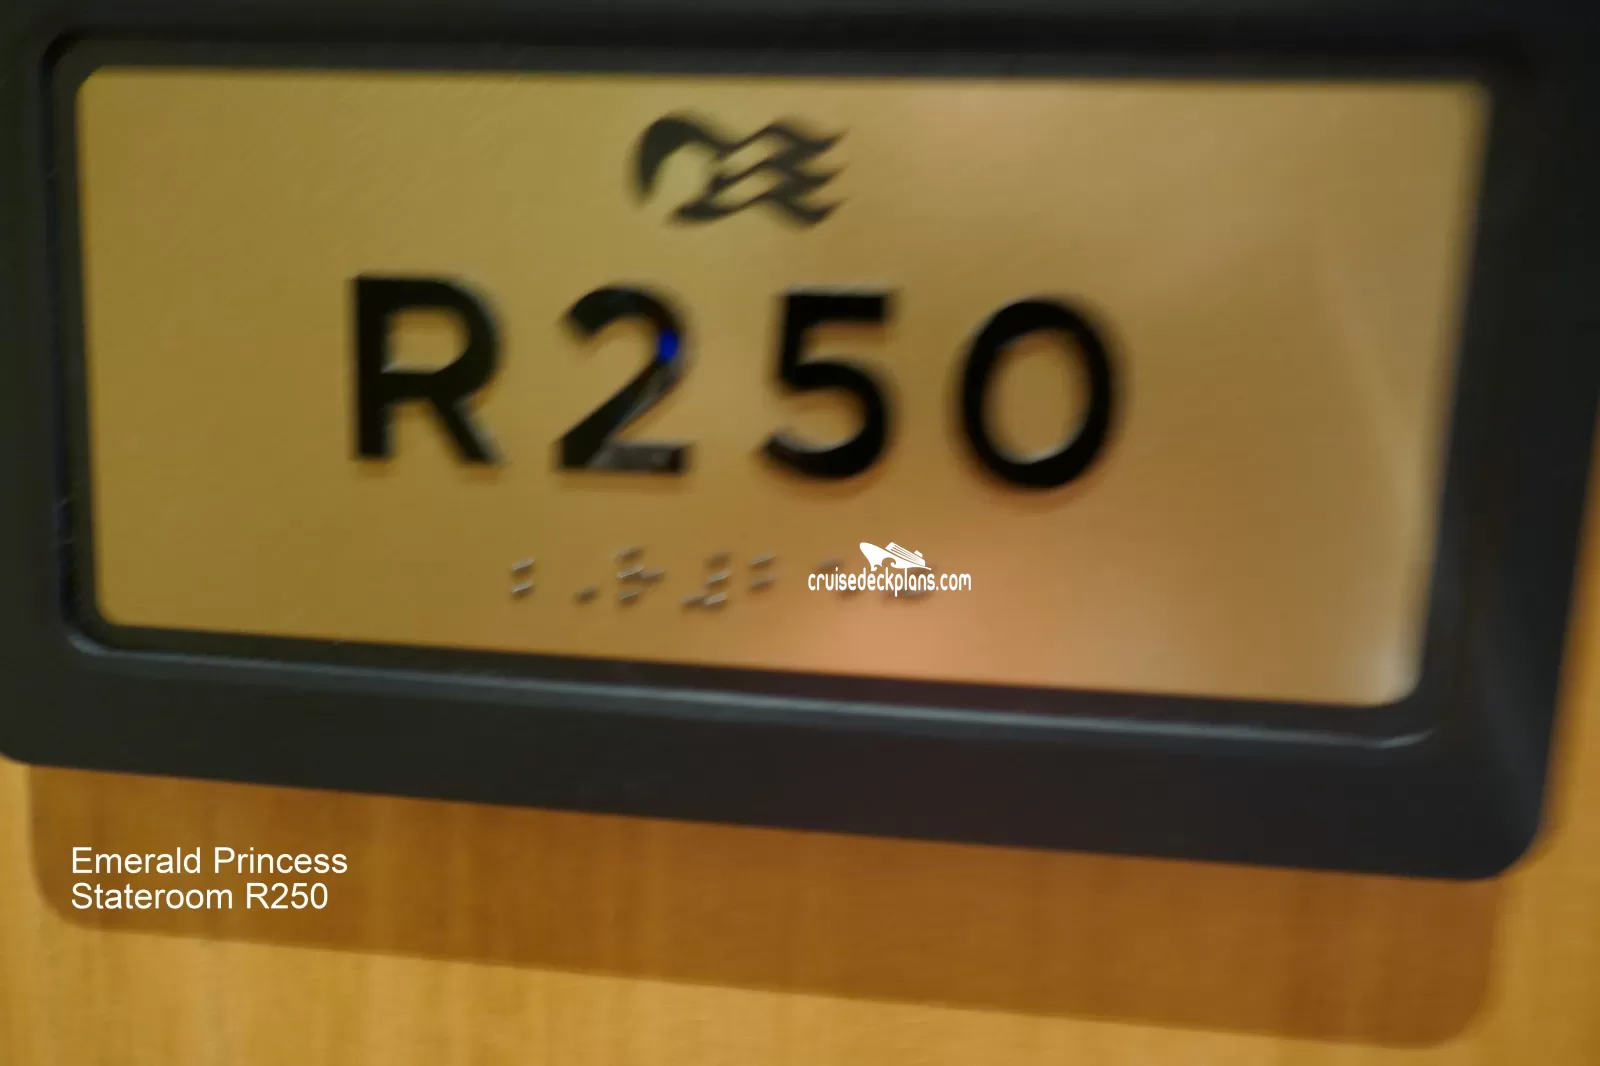 R250
cruisedeckplans.com
Emerald Princess
Stateroom R250